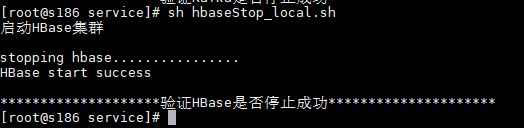 [root@s186 service]# sh hbaseStop_local.sh
启动HBase集群
stopping hbase................
HBase start success
********************验证HBase是否停止成功*********************
[root@s186 service]#